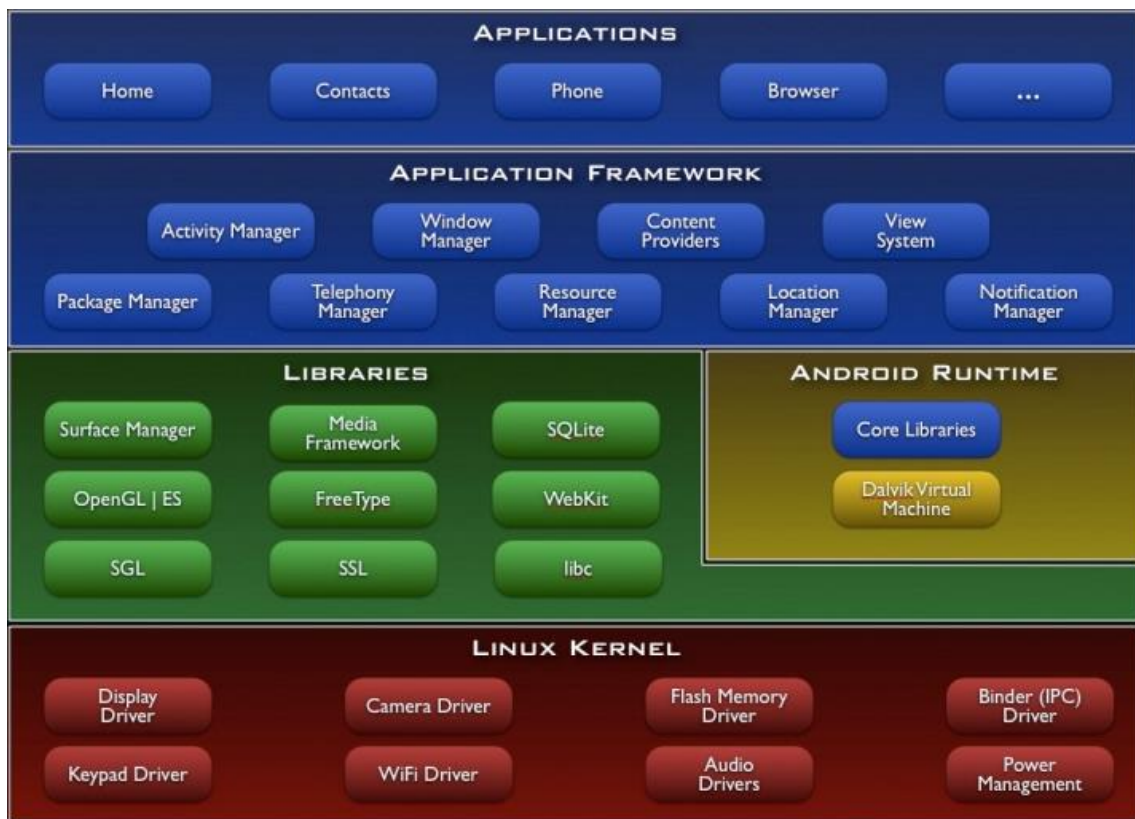 APPLICATIONS
Home
Contacts
Phone
Browser
...
APPLICATION FRAMEWORK
Activity Manager
Window
Manager
Content
Providers
View
System
Package Manager
Telephony
Manager
Resource
Manager
Location
Manager
Notification
Manager
LIBRARIES
Surface Manager
Media
Framework
SQLite
OpenGL | ES
FreeType
WebKit
SGL
SSL
libc
ANDROID RUNTIME
Core Libraries
Dalvik Virtual
Machine
LINUX KERNEL
Display
Driver
Camera Driver
Flash Memory
Driver
Binder (IPC)
Driver
Keypad Driver
WiFi Driver
Audio
Drivers
Power
Management